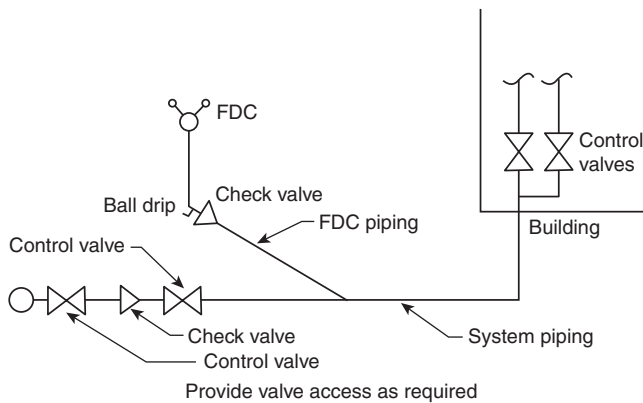 FDC
Control
valves
Check valve
Ball drip
FDC piping
Building
Control valve
System piping
Check valve
Control valve
Provide valve access as required